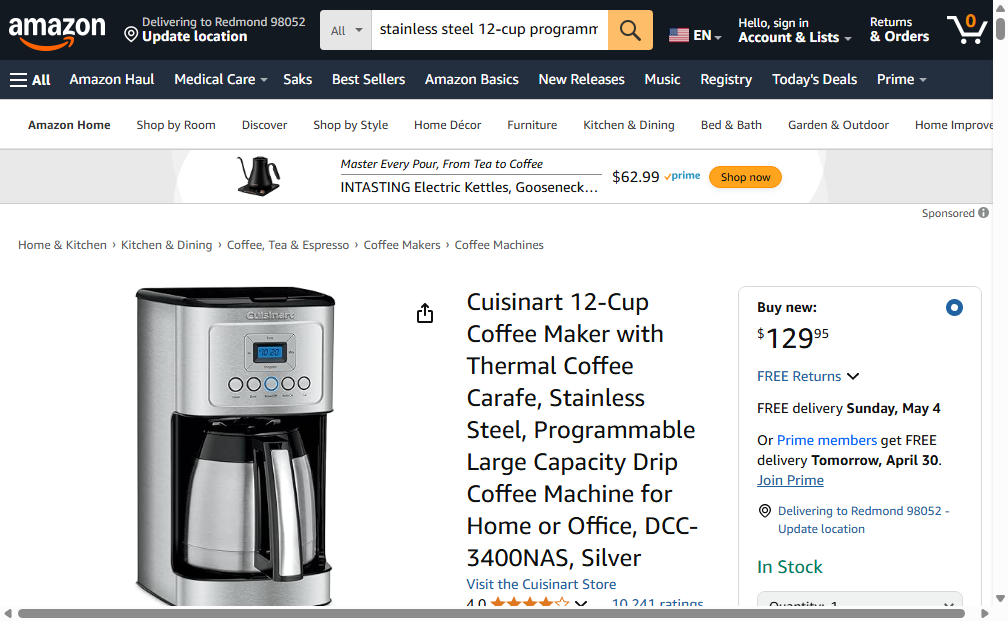 amazon
Delivering to Redmond 98052
Update location
All
stainless steel 12-cup programm
EN
Hello, sign in
Account & Lists
Returns
& Orders
0
All
Amazon Haul
Medical Care
Saks
Best Sellers
Amazon Basics
New Releases
Music
Registry
Today's Deals
Prime
Amazon Home
Shop by Room
Discover
Shop by Style
Home Décor
Furniture
Kitchen & Dining
Bed & Bath
Garden & Outdoor
Home Improve
Master Every Pour, From Tea to Coffee
INTASTING Electric Kettles, Gooseneck...
$62.99
prime
Shop now
Sponsored
Home & Kitchen › Kitchen & Dining › Coffee, Tea & Espresso › Coffee Makers › Coffee Machines
Cuisinart
Cuisinart 12-Cup
Coffee Maker with
Thermal Coffee
Carafe, Stainless
Steel, Programmable
Large Capacity Drip
Coffee Machine for
Home or Office, DCC-
3400NAS, Silver
Visit the Cuisinart Store
4.0
10,241 ratings
Buy new:
$12995
FREE Returns
FREE delivery Sunday, May 4
Or Prime members get FREE
delivery Tomorrow, April 30.
Join Prime
Delivering to Redmond 98052 -
Update location
In Stock
Quantity: 1